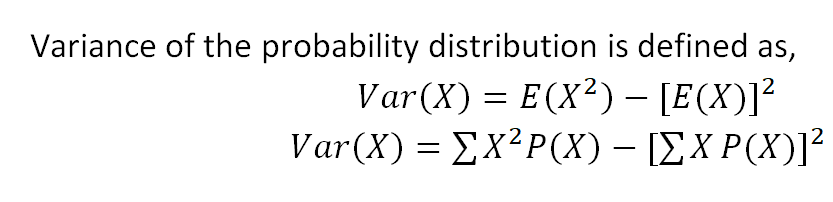 Variance of the probability distribution is defined as,
Var(X) = E(X²) − [E(X)]²
Var(X) = ∑X²P(X) − [∑X P(X)]²